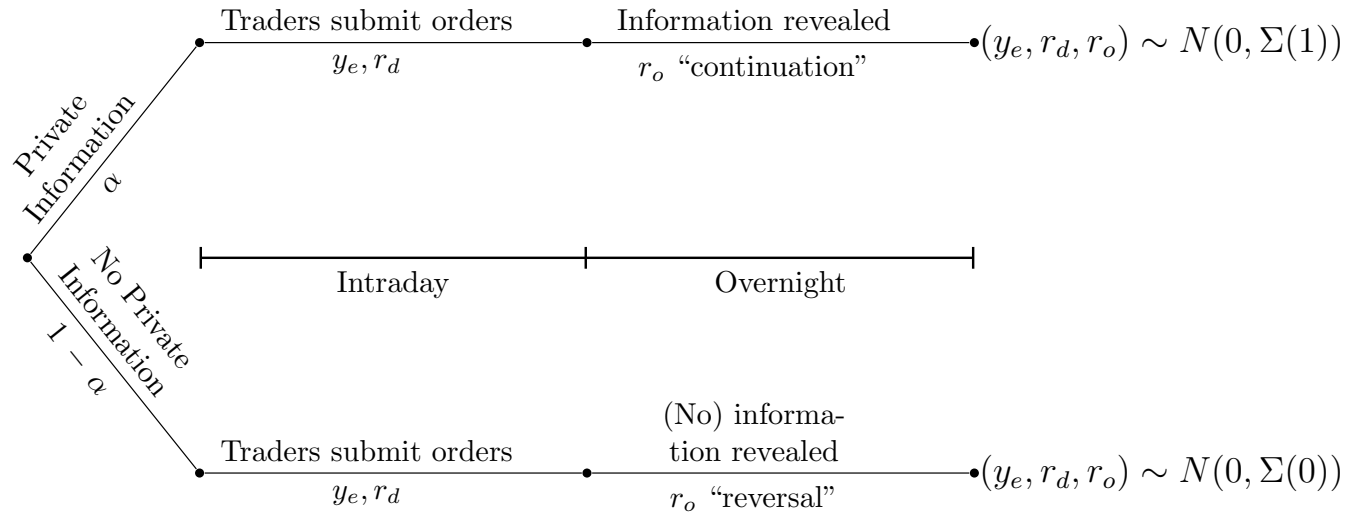 Traders submit orders
y_e, r_d
Information revealed
r_o “continuation”
(y_e, r_d, r_o) ∼ N(0, Σ(1))
Private
Information
α
Intraday
Overnight
No Private
Information
1 − α
Traders submit orders
y_e, r_d
(No) informa-
tion revealed
r_o “reversal”
(y_e, r_d, r_o) ∼ N(0, Σ(0))